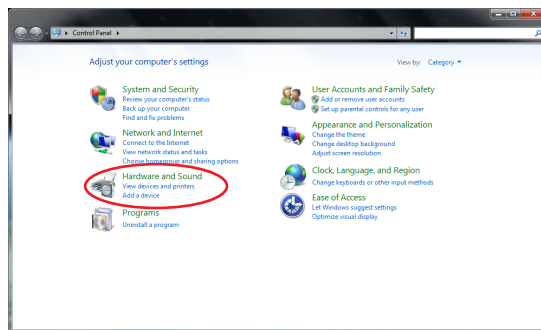 Control Panel
Adjust your computer's settings
View by: Category
System and Security
Review your computer's status
Back up your computer
Find and fix problems
Network and Internet
Connect to the Internet
View network status and tasks
Choose homegroup and sharing options
Hardware and Sound
View devices and printers
Add a device
Programs
Uninstall a program
User Accounts and Family Safety
Add or remove user accounts
Set up parental controls for any user
Appearance and Personalization
Change the theme
Change desktop background
Adjust screen resolution
Clock, Language, and Region
Change keyboards or other input methods
Ease of Access
Let Windows suggest settings
Optimize visual display